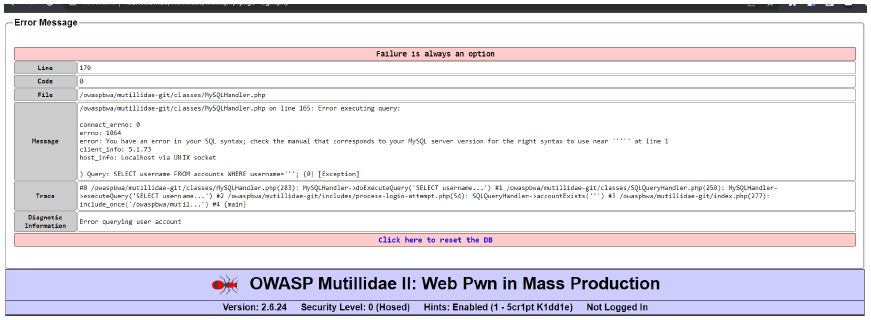 Error Message
Failure is always an option
Line 170
Code 0
File /owaspbwa/mutillidae-git/classes/MySQLHandler.php
/owaspbwa/mutillidae-git/classes/MySQLHandler.php on line 165: Error executing query:
connect_errno: 0
errno: 1064
error: You have an error in your SQL syntax; check the manual that corresponds to your MySQL server version for the right syntax to use near ''''' at line 1
client_info: 5.1.73
host_info: Localhost via UNIX socket
Message
) Query: SELECT username FROM accounts WHERE username='''; (0) [Exception]
Trace
#0 /owaspbwa/mutillidae-git/classes/MySQLHandler.php(283): MySQLHandler->doExecuteQuery('SELECT username...') #1 /owaspbwa/mutillidae-git/classes/SQLQueryHandler.php(250): MySQLHandler-
>executeQuery('SELECT username...') #2 /owaspbwa/mutillidae-git/includes/process-login-attempt.php(54): SQLQueryHandler->accountExists(''') #3 /owaspbwa/mutillidae-git/index.php(277):
include_once('/owaspbwa/mutil...') #4 {main}
Diagnostic
Information
Error querying user account
Click here to reset the DB
OWASP Mutillidae II: Web Pwn in Mass Production
Version: 2.6.24 Security Level: 0 (Hosed) Hints: Enabled (1 - 5cr1pt K1dd1e) Not Logged In